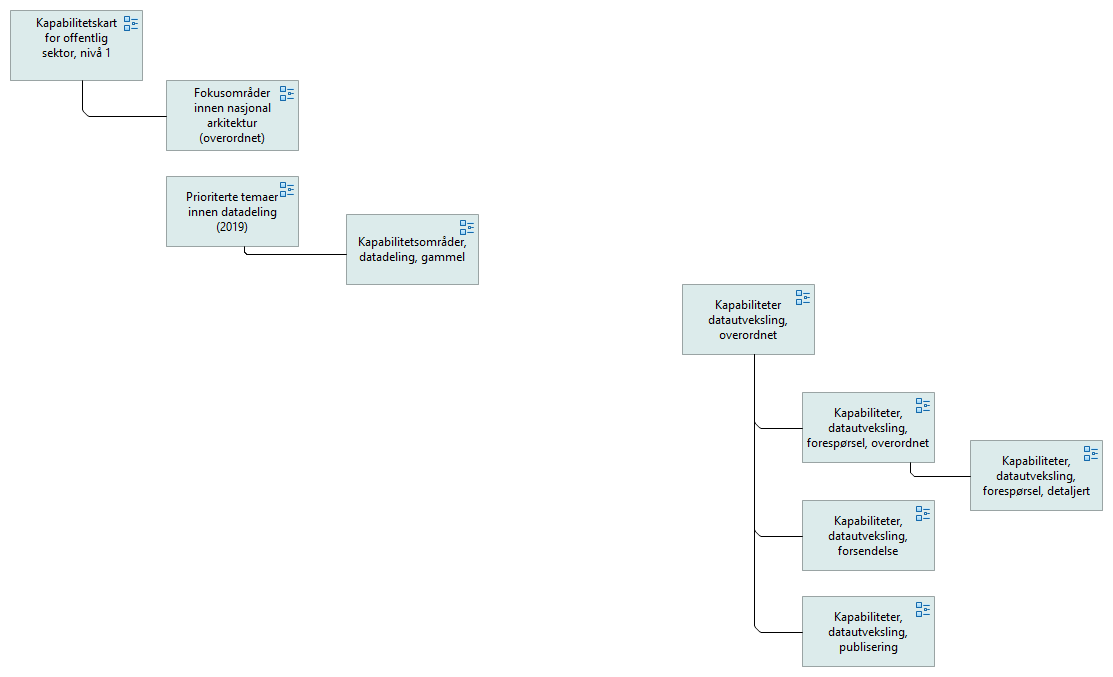 Kapabilitetskart
for offentlig
sektor, nivå 1
Fokusområder
innen nasjonal
arkitektur
(overordnet)
Prioriterte temaer
innen datadeling
(2019)
Kapabilitetsområder,
datadeling, gammel
Kapabiliteter
datautveksling,
overordnet
Kapabiliteter,
datautveksling,
forespørsel, overordnet
Kapabiliteter,
datautveksling,
forespørsel, detaljert
Kapabiliteter,
datautveksling,
forsendelse
Kapabiliteter,
datautveksling,
publisering